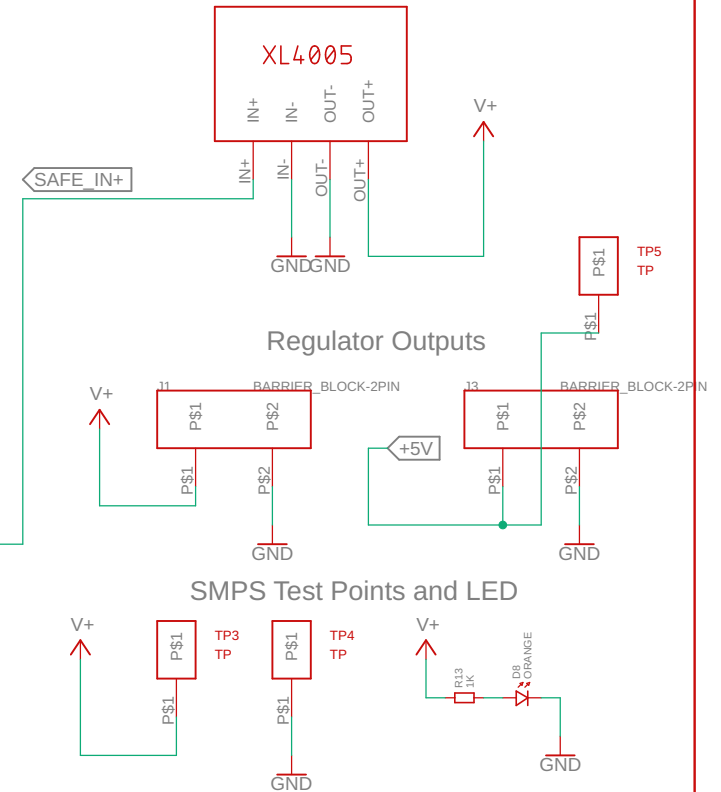 XL4005
IN+
IN-
OUT-
OUT+
V+
IN+
IN-
OUT-
OUT+
SAFE_IN+
GND
GND
P$1
TP5
TP
P$1
Regulator Outputs
V+
J1
BARRIER_BLOCK-2PIN
P$1
P$2
P$1
P$2
GND
+5V
J3
BARRIER_BLOCK-2PIN
P$1
P$2
P$1
P$2
GND
SMPS Test Points and LED
V+
P$1
TP3
TP
P$1
P$1
TP4
TP
P$1
GND
V+
R13
1K
D8
ORANGE
GND